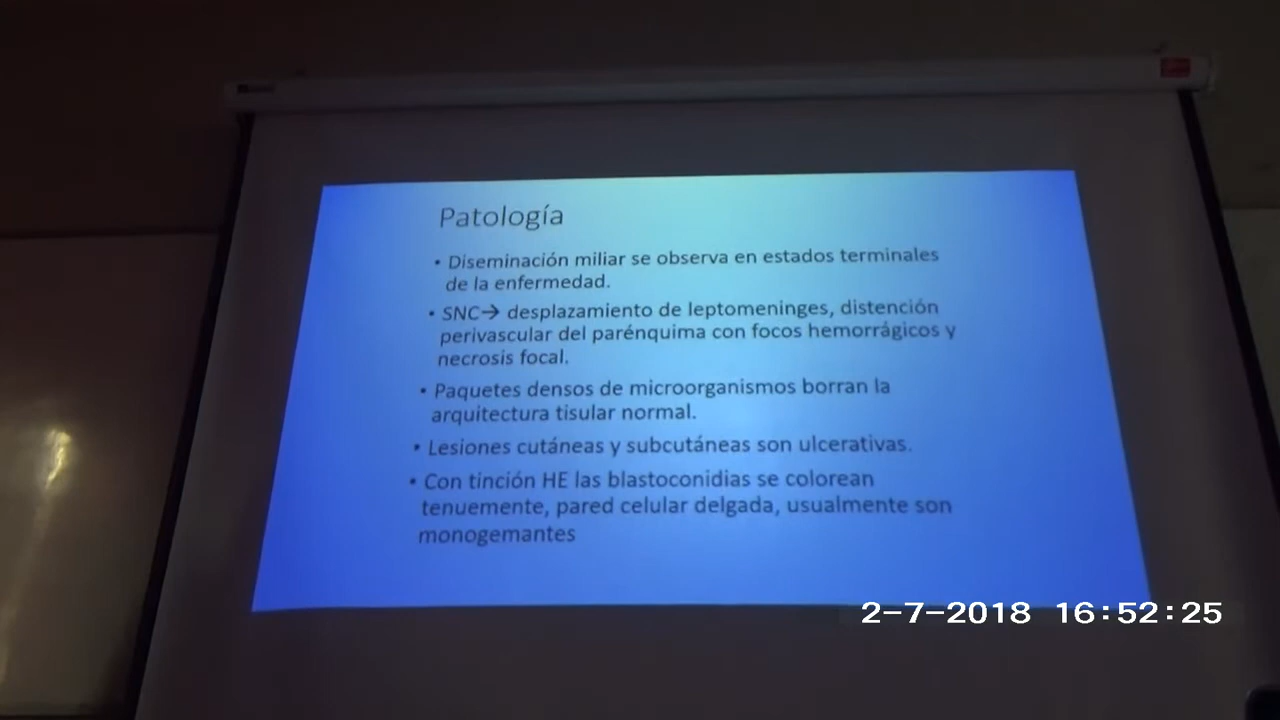 Patología
• Diseminación miliar se observa en estados terminales
de la enfermedad.
• SNC→ desplazamiento de leptomeninges, distención
perivascular del parénquima con focos hemorrágicos y
necrosis focal.
• Paquetes densos de microorganismos borran la
arquitectura tisular normal.
• Lesiones cutáneas y subcutáneas son ulcerativas.
• Con tinción HE las blastoconidias se colorean
tenuemente, pared celular delgada, usualmente son
monogemantes
2-7-2018 16:52:25